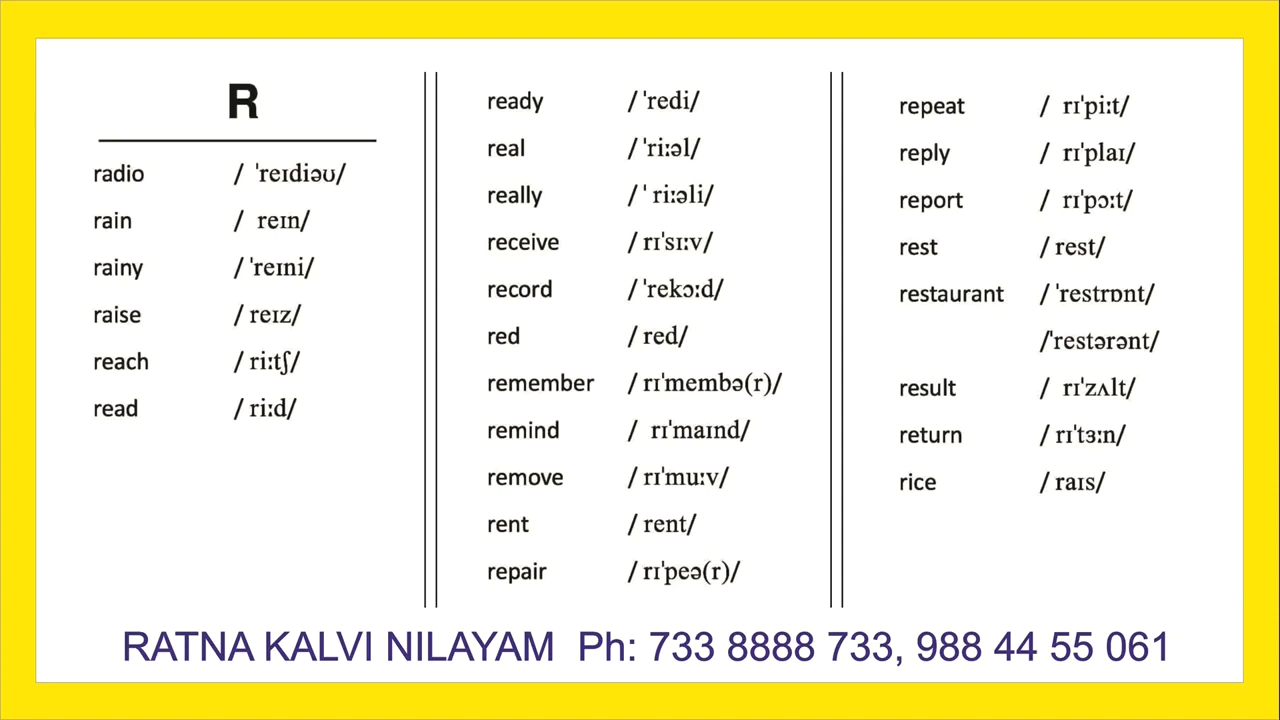 R
radio / ˈreɪdiəʊ/
rain / reɪn/
rainy / ˈreɪni/
raise / reɪz/
reach / riːtʃ/
read / riːd/
ready / ˈredi/
real / ˈriːəl/
really / ˈ riːəli/
receive / rɪˈsɪːv/
record / ˈrekɔːd/
red / red/
remember / rɪˈmembə(r)/
remind / rɪˈmaɪnd/
remove / rɪˈmuːv/
rent / rent/
repair / rɪˈpeə(r)/
repeat / rɪˈpiːt/
reply / rɪˈplaɪ/
report / rɪˈpɔːt/
rest / rest/
restaurant / ˈrestrɒnt/
/ˈrestərənt/
result / rɪˈzʌlt/
return / rɪˈtɜːn/
rice / raɪs/
RATNA KALVI NILAYAM Ph: 733 8888 733, 988 44 55 061